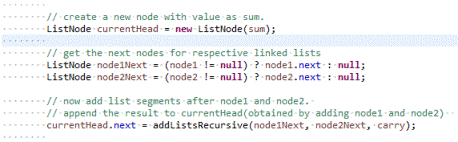 // create a new node with value as sum.
ListNode currentHead = new ListNode(sum);
// get the next nodes for respective linked lists
ListNode node1Next = (node1 != null) ? node1.next : null;
ListNode node2Next = (node2 != null) ? node2.next : null;
// now add list segments after node1 and node2.
// append the result to currentHead(obtained by adding node1 and node2)
currentHead.next = addListsRecursive(node1Next, node2Next, carry);